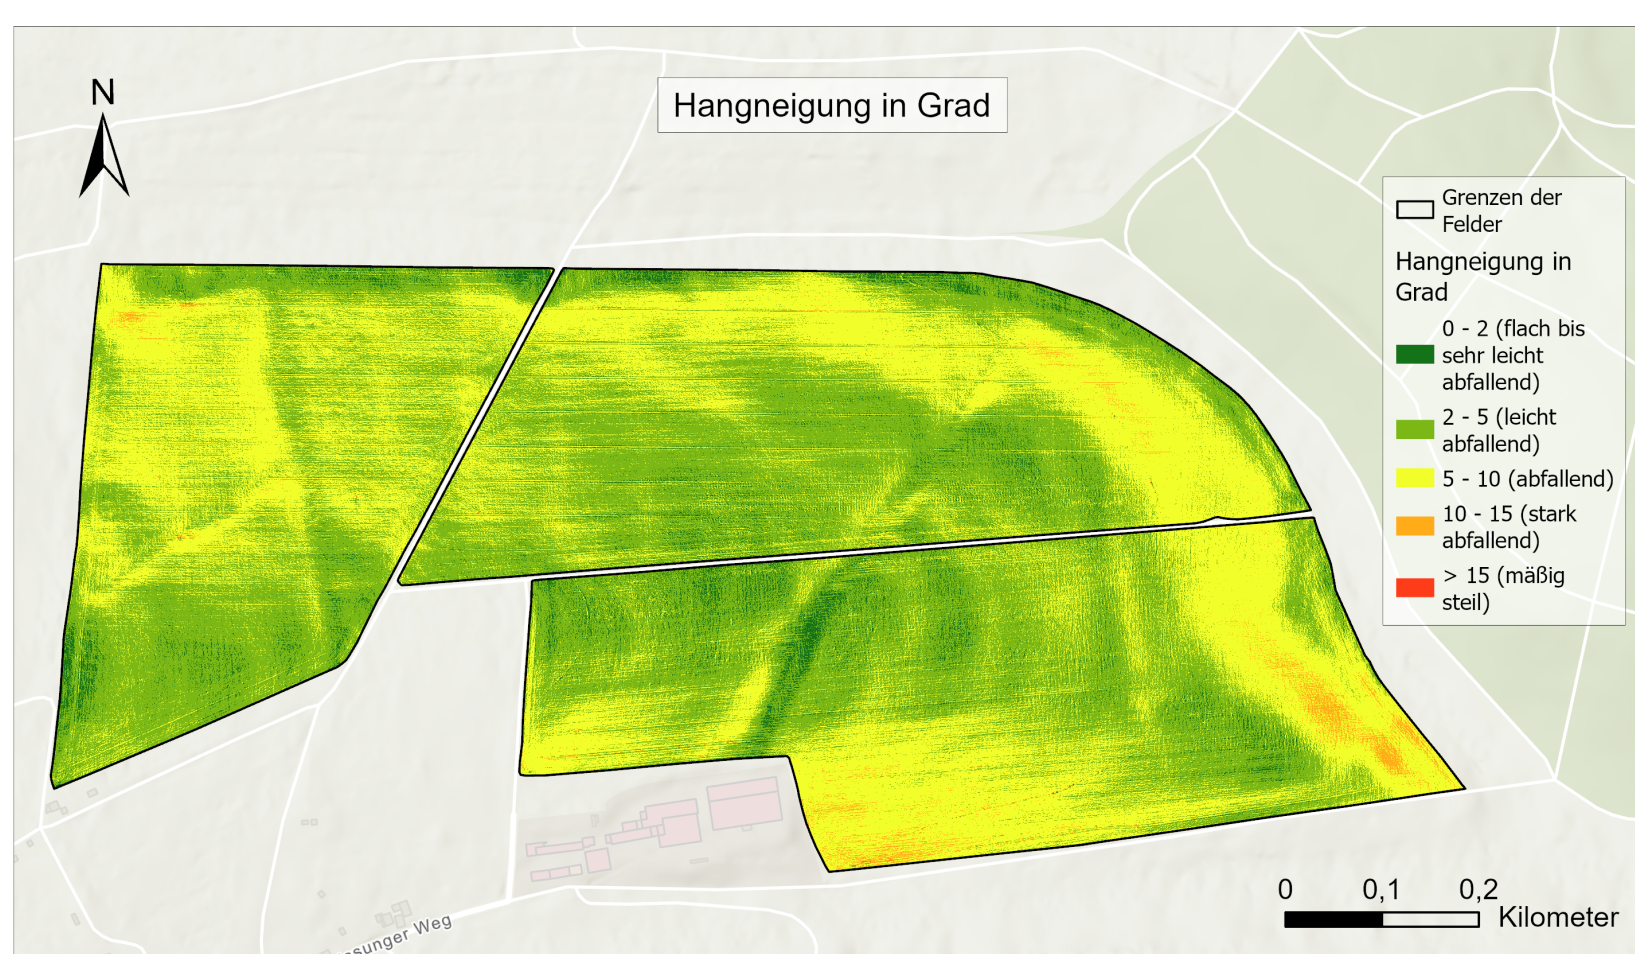 Hangneigung in Grad
N
Grenzen der
Felder
Hangneigung in
Grad
0 - 2 (flach bis
sehr leicht
abfallend)
2 - 5 (leicht
abfallend)
5 - 10 (abfallend)
10 - 15 (stark
abfallend)
> 15 (mäßig
steil)
0 0,1 0,2
Kilometer
sunger Weg